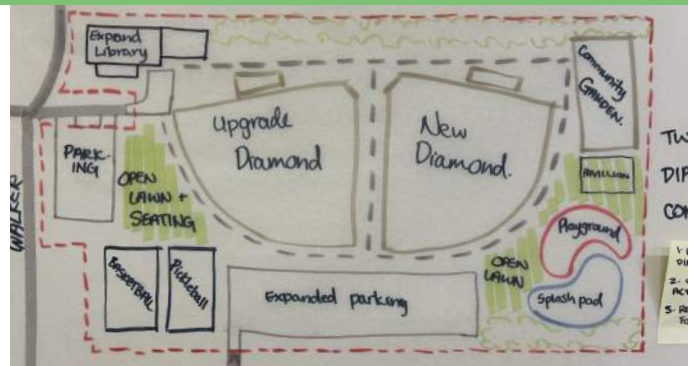 Expand
Library
Community
GARDEN.
Upgrade
Diamond
New
Diamond.
PARK-
ING
OPEN
LAWN +
SEATING
PAVILLION
WALKER
Playground
BASKETBALL
Pickleball
Expanded parking
OPEN
LAWN
Splash pad